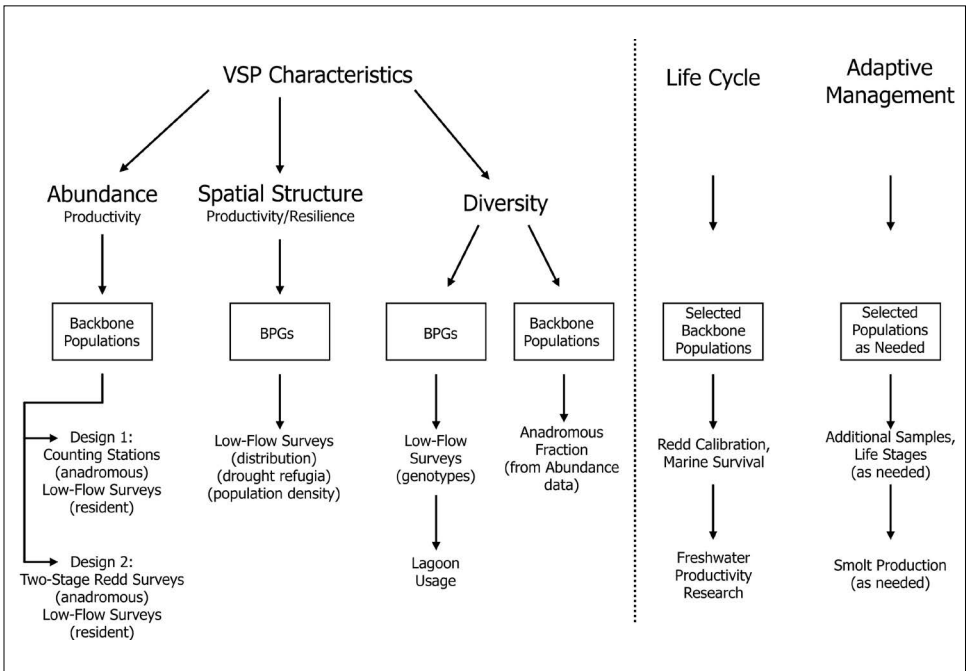 VSP Characteristics
Life Cycle
Adaptive
Management
Abundance
Productivity
Spatial Structure
Productivity/Resilience
Diversity
Backbone
Populations
BPGs
BPGs
Backbone
Populations
Selected
Backbone
Populations
Selected
Populations
as Needed
Design 1:
Counting Stations
(anadromous)
Low-Flow Surveys
(resident)
Design 2:
Two-Stage Redd Surveys
(anadromous)
Low-Flow Surveys
(resident)
Low-Flow Surveys
(distribution)
(drought refugia)
(population density)
Low-Flow
Surveys
(genotypes)
Lagoon
Usage
Anadromous
Fraction
(from Abundance
data)
Redd Calibration,
Marine Survival
Freshwater
Productivity
Research
Additional Samples,
Life Stages
(as needed)
Smolt Production
(as needed)